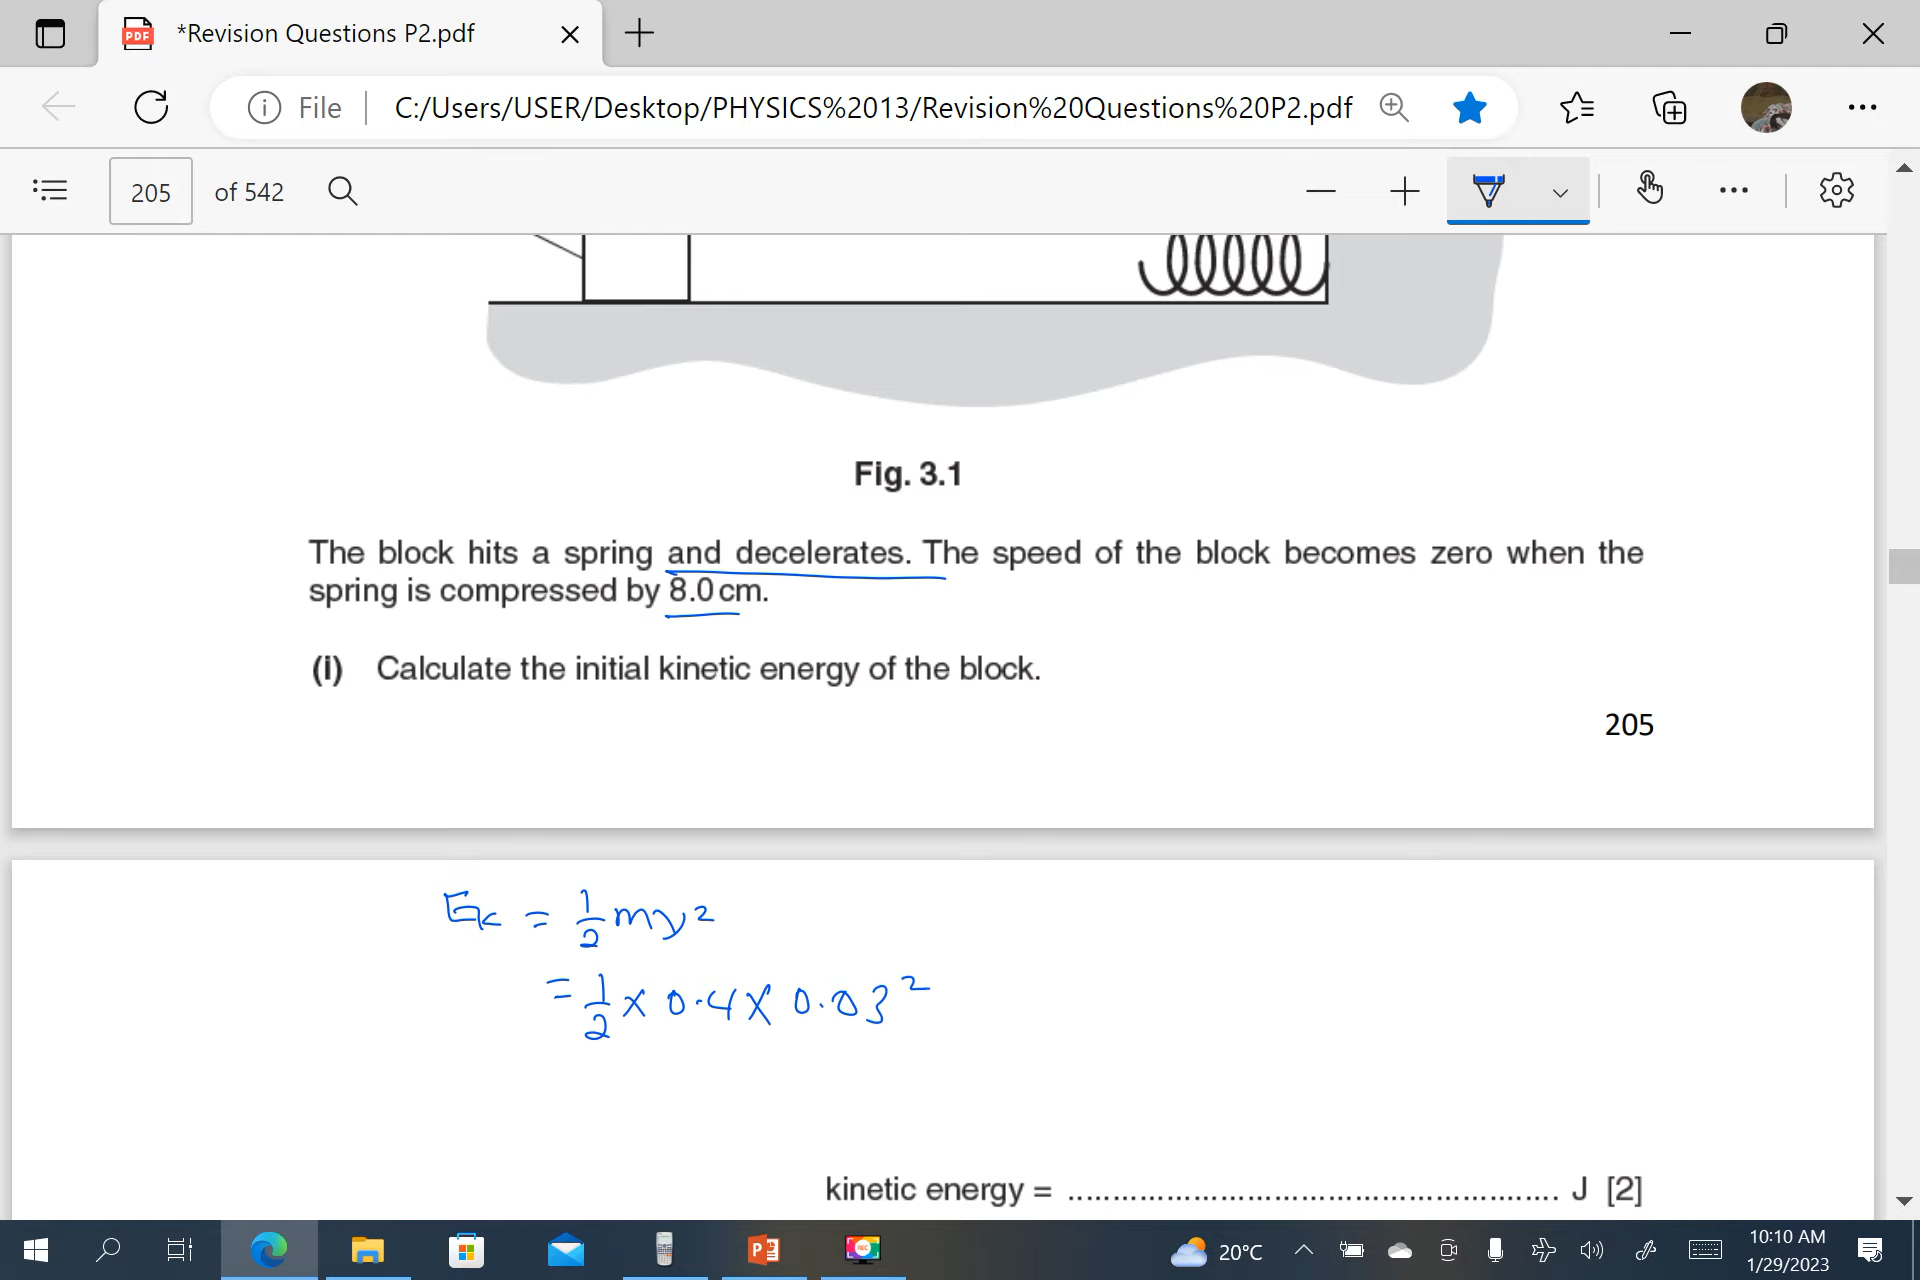 *Revision Questions P2.pdf
File
C:/Users/USER/Desktop/PHYSICS%2013/Revision%20Questions%20P2.pdf
205 of 542
Fig. 3.1
The block hits a spring and decelerates. The speed of the block becomes zero when the
spring is compressed by 8.0 cm.
(i) Calculate the initial kinetic energy of the block.
205
Ek = 1/2 mv²
= 1/2 × 0.4 × 0.03²
kinetic energy = ...................................................... J [2]
20°C
10:10 AM
1/29/2023